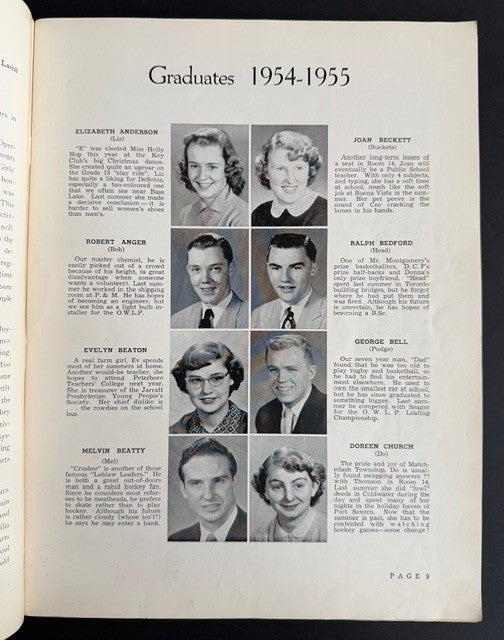 Graduates 1954-1955
ELIZABETH ANDERSON
(Liz)
"E" was elected Miss Holly
Hop this year at the Key
Club's big Christmas dance.
She created quite an uproar on
the Grade 13 "slay ride". Liz
has quite a liking for DeSotos,
especially a tan-coloured one
that we often see near Bass
Lake. Last summer she made
a decisive conclusion—it is
harder to sell women's shoes
than men's.
ROBERT ANGER
(Bob)
Our master chemist, he is
easily picked out of a crowd
because of his height, (a great
disadvantage when someone
wants a volunteer). Last sum-
mer he worked in the shipping
room at P. & M. He has hopes
of becoming an engineer, but
we see him as a light bulb in-
staller for the O.W.L.P.
EVELYN BEATON
A real farm girl Ev spends
most of her summers at home.
Another would-be teacher, she
hopes to attend Peterboro
Teachers' College next year.
She is treasurer of the Jarratt
Presbyterian Young People's
Society. Her chief dislike is
. . . the rowdies on the school
bus.
MELVIN BEATTY
(Mel)
"Crusher" is another of those
famous "Loblaw Loafers." He
is both a great out-of-doors
man and a rabid hockey fan.
Since he considers most refer-
ees to be meatheads, he prefers
to skate rather than to play
hockey. Although his future
is rather cloudy (whose isn't?)
he says he may enter a bank.
JOAN BECKETT
(Buckets)
Another long-term leasee of
a seat in Room 14, Joan will
eventually be a Public School
teacher. With only 4 subjects,
and typing, she has a soft time
at school, much like the soft
job at Buena Vista in the sum-
mer. Her pet peeve is the
sound of Cec cracking the
bones in his hands.
RALPH BEDFORD
(Head)
One of Mr. Montgomery's
prize basketballers, D.C.F's
prize half-backs and Donna's
only prize boyfriend. "Head"
spent last summer in Toronto
building bridges, but he forgot
where he had put them and
was fired. Although his future
is uncertain, he has hopes of
becoming a B.Sc.
GEORGE BELL
(Pudge)
Our seven year man, "Dad"
found that he was too old to
play rugby and basketball, so
he had to find his entertain-
ment elsewhere. He used to
own the smallest car at school,
but he has since graduated to
something bigger. Last sum-
mer he competed with Seager
for the O. W. L. P. Loafing
Championship.
DOREEN CHURCH
(Do)
The pride and joy of Match-
edash Township, Do is usual-
ly found swapping answers ??
with Thomson in Room 14.
Last summer she did "fowl"
deeds in Coldwater during the
day and spent many of her
nights in the holiday haven of
Port Severn. Now that the
summer is past, she has to be
contented with watching
hockey games—some change!
PAGE 9